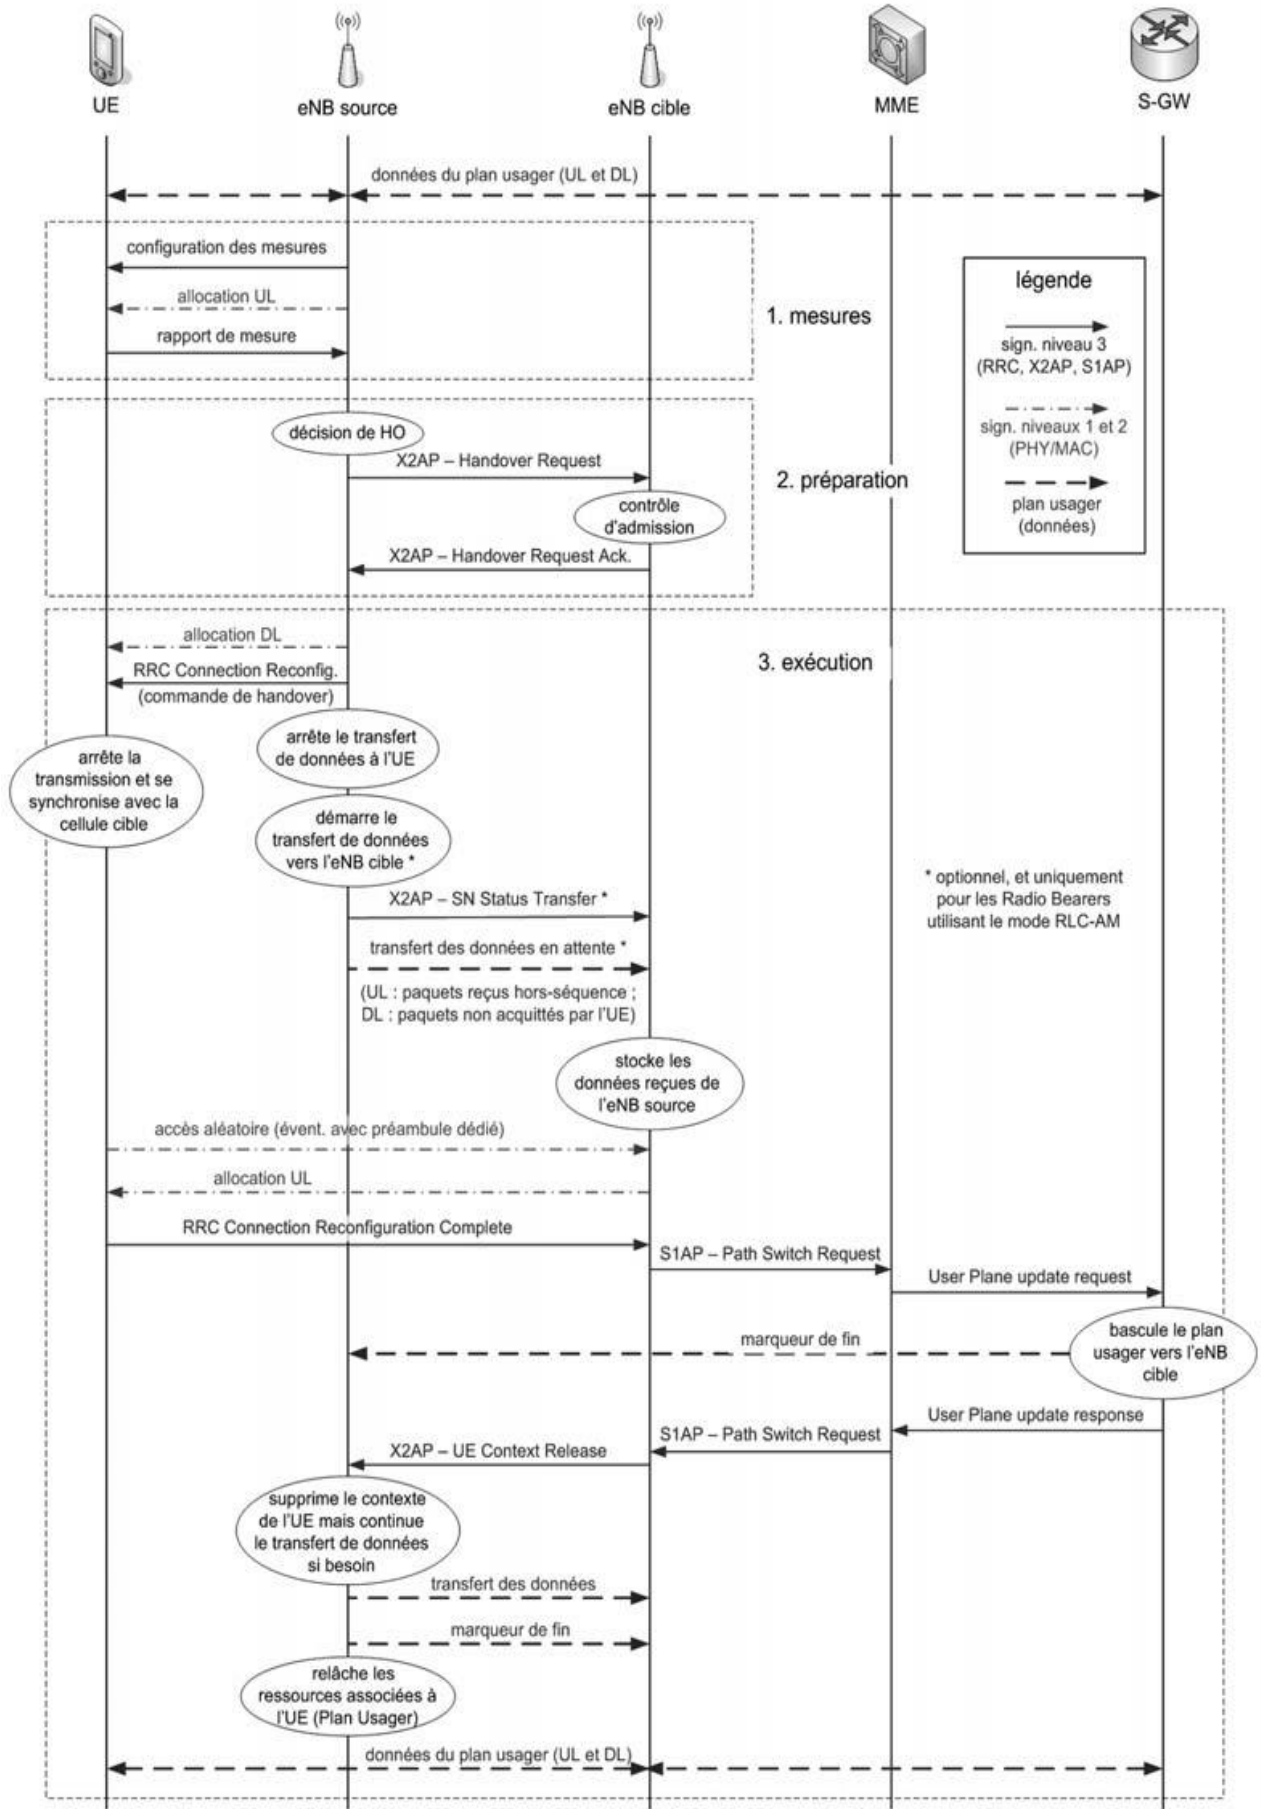 UE
eNB source
eNB cible
MME
S-GW
données du plan usager (UL et DL)
configuration des mesures
allocation UL
rapport de mesure
1. mesures
légende
sign. niveau 3
(RRC, X2AP, S1AP)
sign. niveaux 1 et 2
(PHY/MAC)
plan usager
(données)
décision de HO
X2AP – Handover Request
2. préparation
contrôle
d'admission
X2AP – Handover Request Ack.
allocation DL
3. exécution
RRC Connection Reconfig.
(commande de handover)
arrête le transfert
de données à l'UE
arrête la
transmission et se
synchronise avec la
cellule cible
démarre le
transfert de données
vers l'eNB cible *
* optionnel, et uniquement
pour les Radio Bearers
utilisant le mode RLC-AM
X2AP – SN Status Transfer *
transfert des données en attente *
(UL : paquets reçus hors-séquence ;
DL : paquets non acquittés par l'UE)
stocke les
données reçues de
l'eNB source
accès aléatoire (évent. avec préambule dédié)
allocation UL
RRC Connection Reconfiguration Complete
S1AP – Path Switch Request
User Plane update request
marqueur de fin
bascule le plan
usager vers l'eNB
cible
User Plane update response
S1AP – Path Switch Request
X2AP – UE Context Release
supprime le contexte
de l'UE mais continue
le transfert de données
si besoin
transfert des données
marqueur de fin
relâche les
ressources associées à
l'UE (Plan Usager)
données du plan usager (UL et DL)